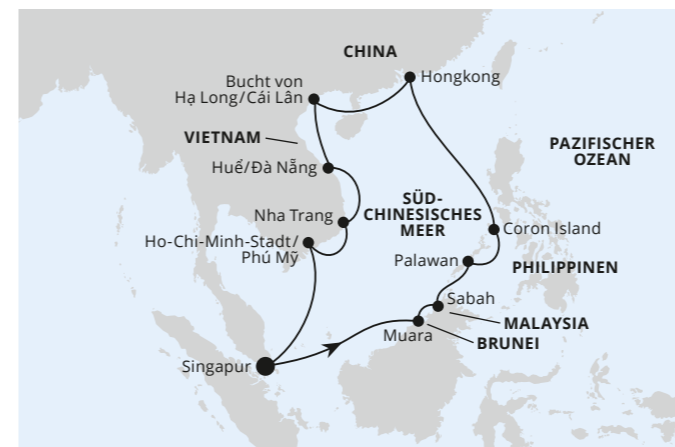 CHINA
Hongkong
Bucht von
Hạ Long/Cái Lân
VIETNAM
PAZIFISCHER
OZEAN
Huế/Đà Nẵng
SÜD-
CHINESISCHES
MEER
Nha Trang
Coron Island
Ho-Chi-Minh-Stadt/
Phú Mỹ
Palawan
PHILIPPINEN
Sabah
MALAYSIA
Muara
BRUNEI
Singapur